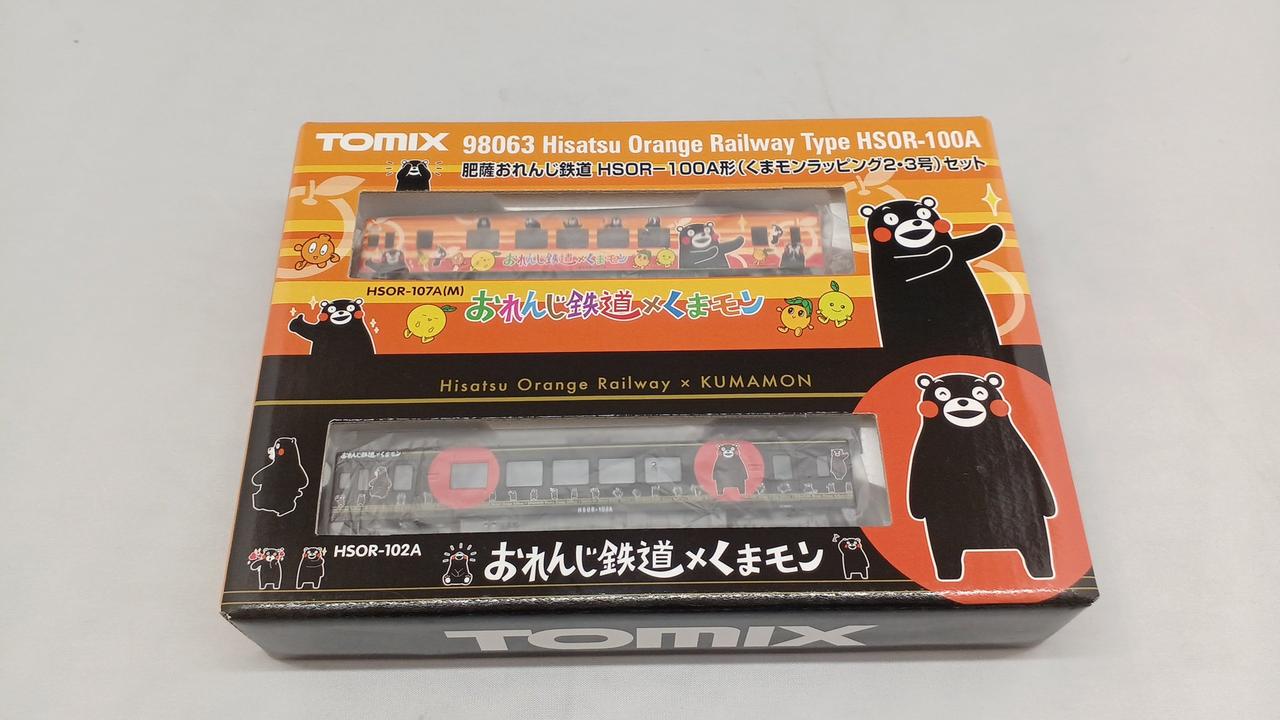 TOMIX 98063 Hisatsu Orange Railway Type HSOR-100A
肥薩おれんじ鉄道 HSOR-100A形(くまモンラッピング2・3号)セット
おれんじ鉄道×くまモン
HSOR-107A(M)
おれんじ鉄道×くまモン
Hisatsu Orange Railway × KUMAMON
おれんじ鉄道×くまモン
HSOR-102A
HSOR-102A
おれんじ鉄道×くまモン
TOMIX